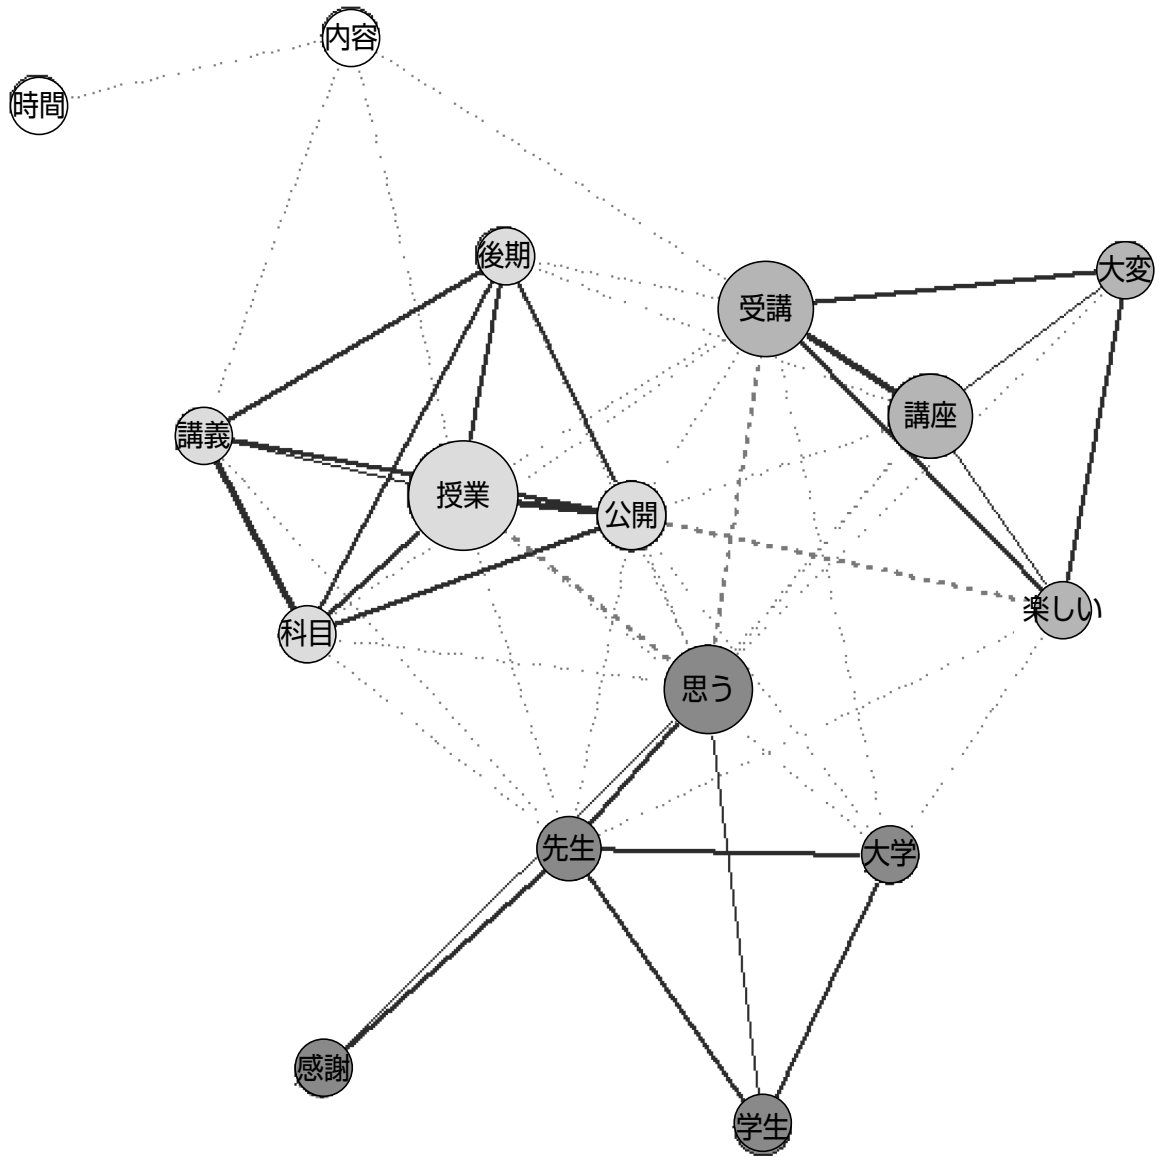 内容
時間
後期
大変
受講
講座
講義
授業
公開
楽しい
科目
思う
先生
大学
感謝
学生